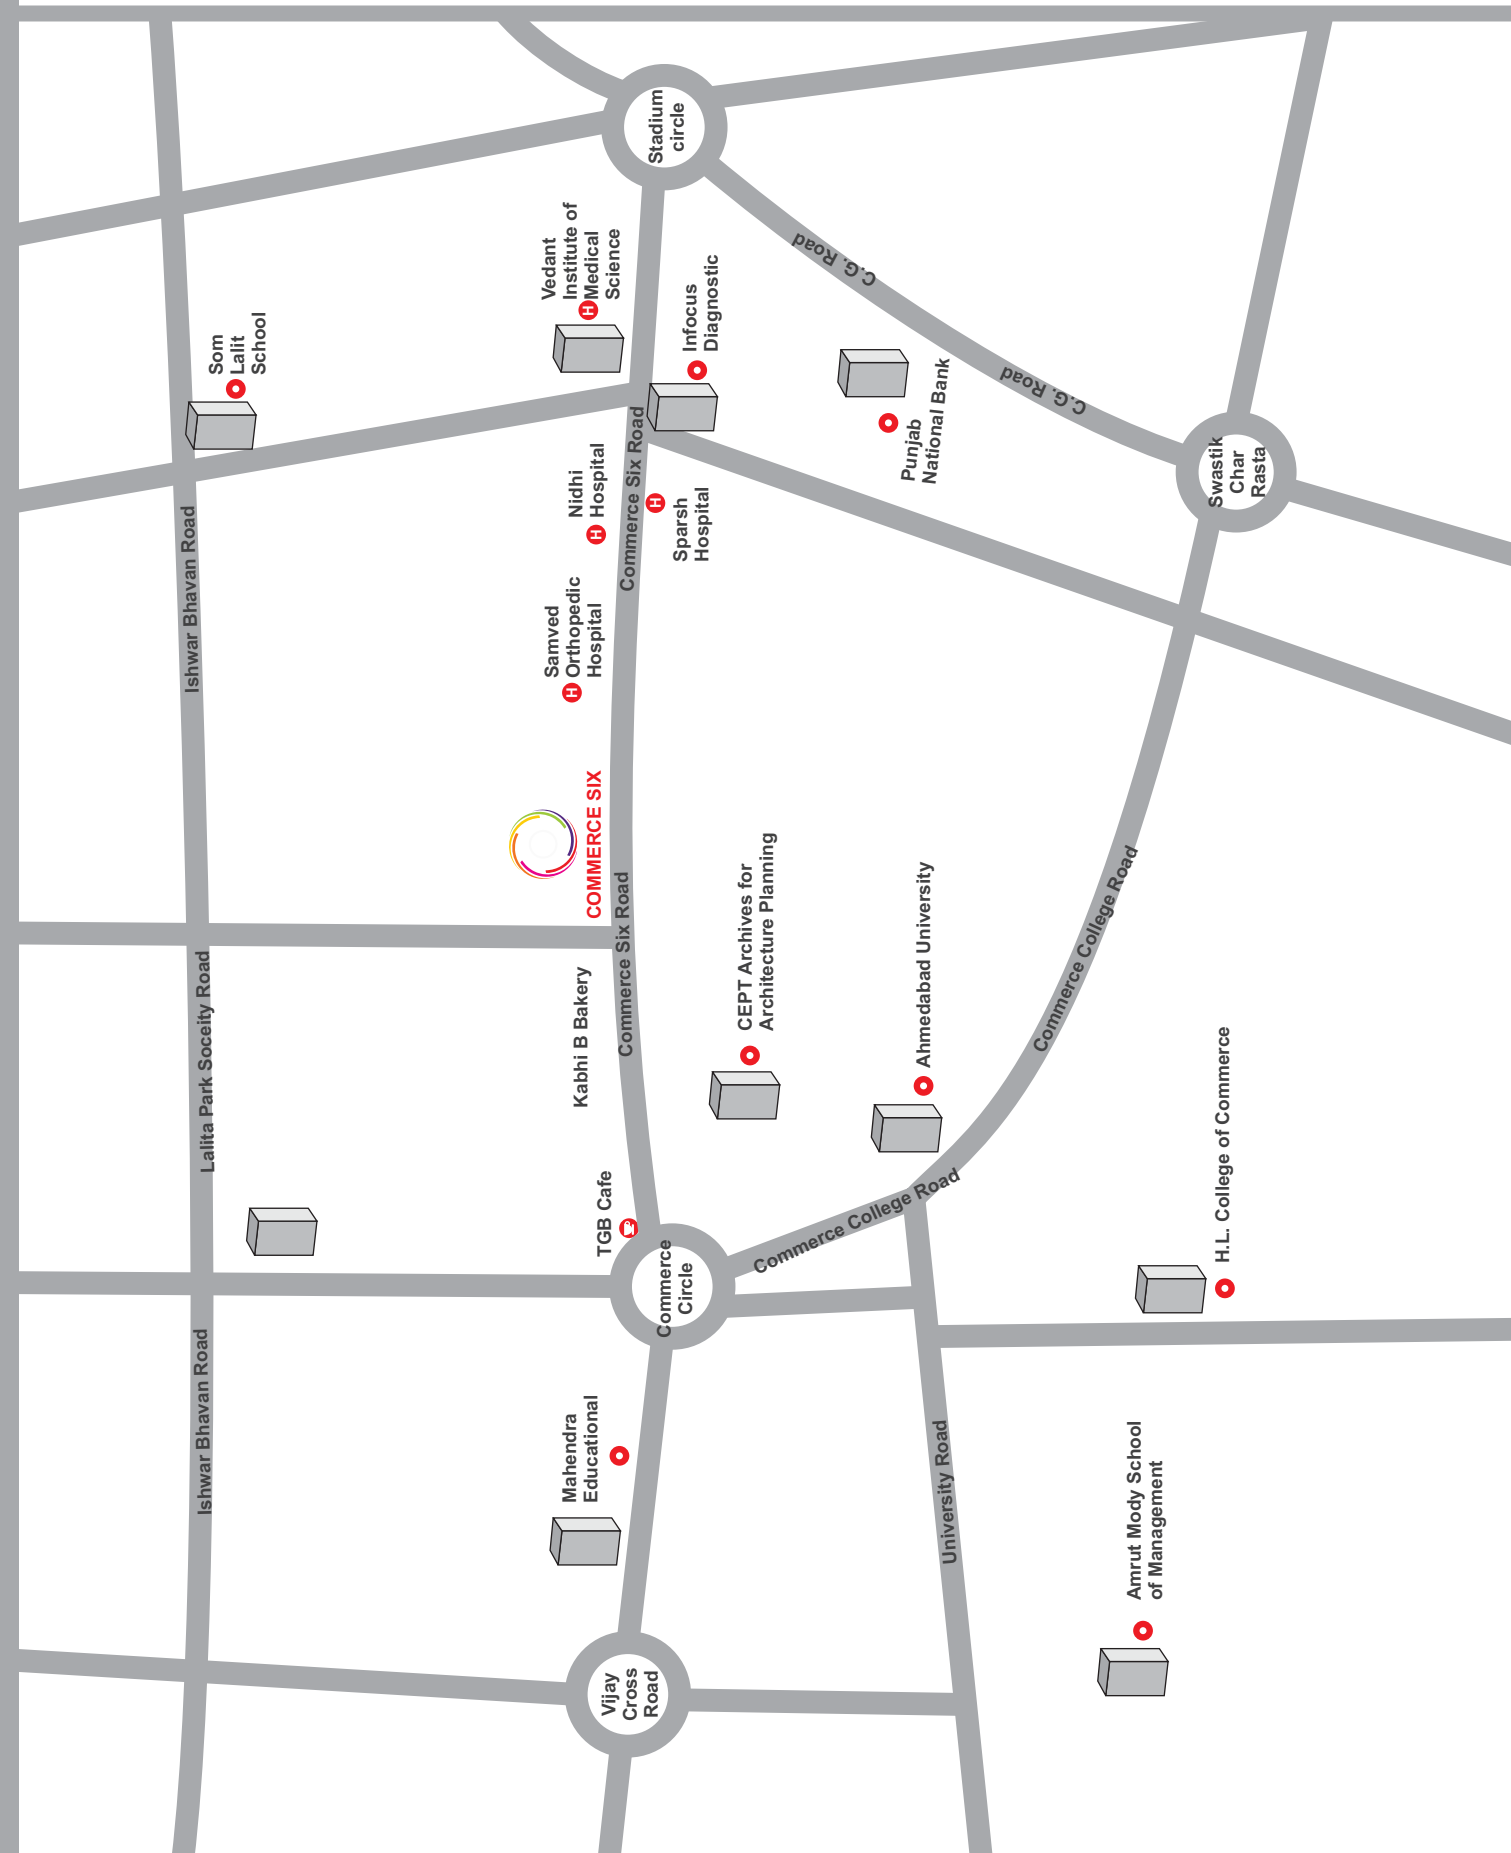 Ishwar Bhavan Road
Lalita Park Soceity Road
Ishwar Bhavan Road
Som
Lalit
School
Vedant
Institute of
Medical
Science
Samved
Orthopedic
Hospital
H
Nidhi
Hospital
H
H
COMMERCE SIX
Kabhi B Bakery
TGB Cafe
Mahendra
Educational
Vijay
Cross
Road
Commerce
Circle
Commerce Six Road
Commerce Six Road
Stadium
circle
Sparsh
Hospital
H
Infocus
Diagnostic
CEPT Archives for
Architecture Planning
C.G. Road
C.G. Road
Punjab
National Bank
Ahmedabad University
Commerce College Road
Commerce College Road
University Road
Swastik
Char
Rasta
H.L. College of Commerce
Amrut Mody School
of Management